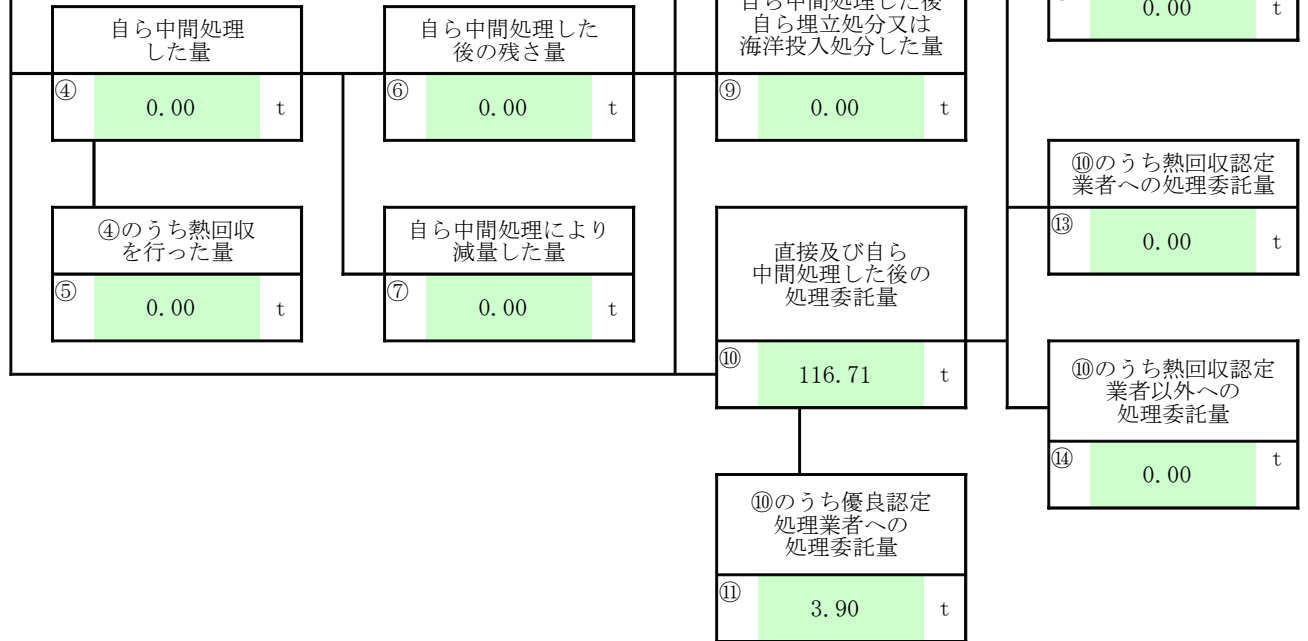 自ら中間処理
した量
④
0.00 t
自ら中間処理した
後の残さ量
⑥
0.00 t
自ら中間処理した後
自ら埋立処分又は
海洋投入処分した量
⑨
0.00 t
0.00 t
⑩のうち熱回収認定
業者への処理委託量
⑬
0.00 t
④のうち熱回収
を行った量
⑤
0.00 t
自ら中間処理により
減量した量
⑦
0.00 t
直接及び自ら
中間処理した後の
処理委託量
⑩
116.71 t
⑩のうち熱回収認定
業者以外への
処理委託量
⑭
0.00 t
⑩のうち優良認定
処理業者への
処理委託量
⑪
3.90 t